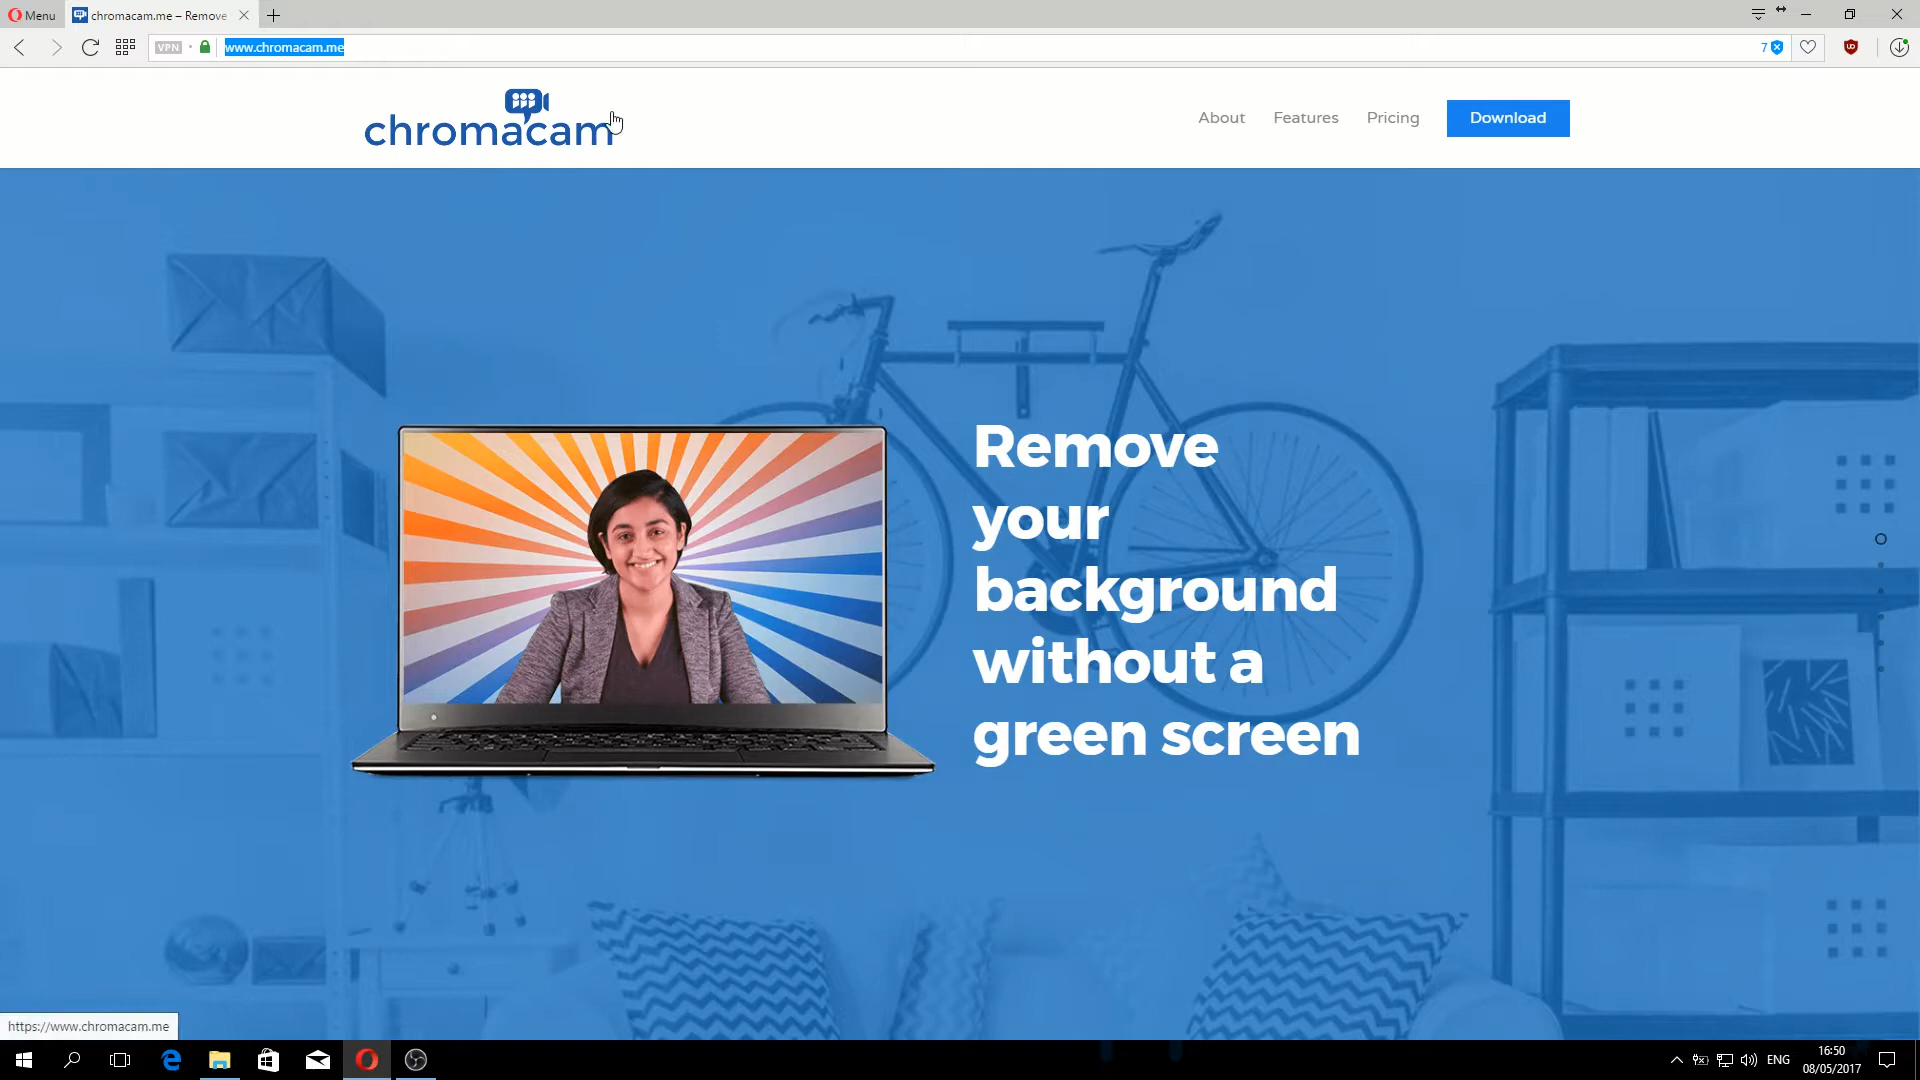 Menu
chromacam.me – Remove
VPN
www.chromacam.me
7
chromacam
About
Features
Pricing
Download
Remove
your
background
without a
green screen
https://www.chromacam.me
ENG
16:50
08/05/2017